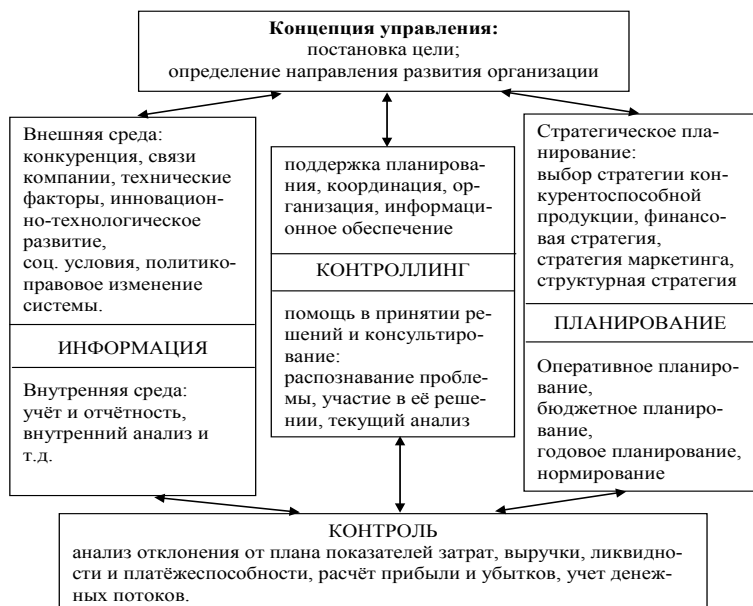 Концепция управления:
постановка цели;
определение направления развития организации
Внешняя среда:
конкуренция, связи
компании, технические
факторы, инновацион-
но-технологическое
развитие,
соц. условия, политико-
правовое изменение
системы.
ИНФОРМАЦИЯ
Внутренняя среда:
учёт и отчётность,
внутренний анализ и
т.д.
поддержка планирова-
ния, координация, ор-
ганизация, информаци-
онное обеспечение
КОНТРОЛЛИНГ
помощь в принятии ре-
шений и консультиро-
вание:
распознавание пробле-
мы, участие в её реше-
нии, текущий анализ
Стратегическое пла-
нирование:
выбор стратегии кон-
курентоспособной
продукции, финансо-
вая стратегия,
стратегия маркетинга,
структурная стратегия
ПЛАНИРОВАНИЕ
Оперативное планиро-
вание,
бюджетное планиро-
вание,
годовое планирование,
нормирование
КОНТРОЛЬ
анализ отклонения от плана показателей затрат, выручки, ликвидно-
сти и платёжеспособности, расчёт прибыли и убытков, учет денеж-
ных потоков.